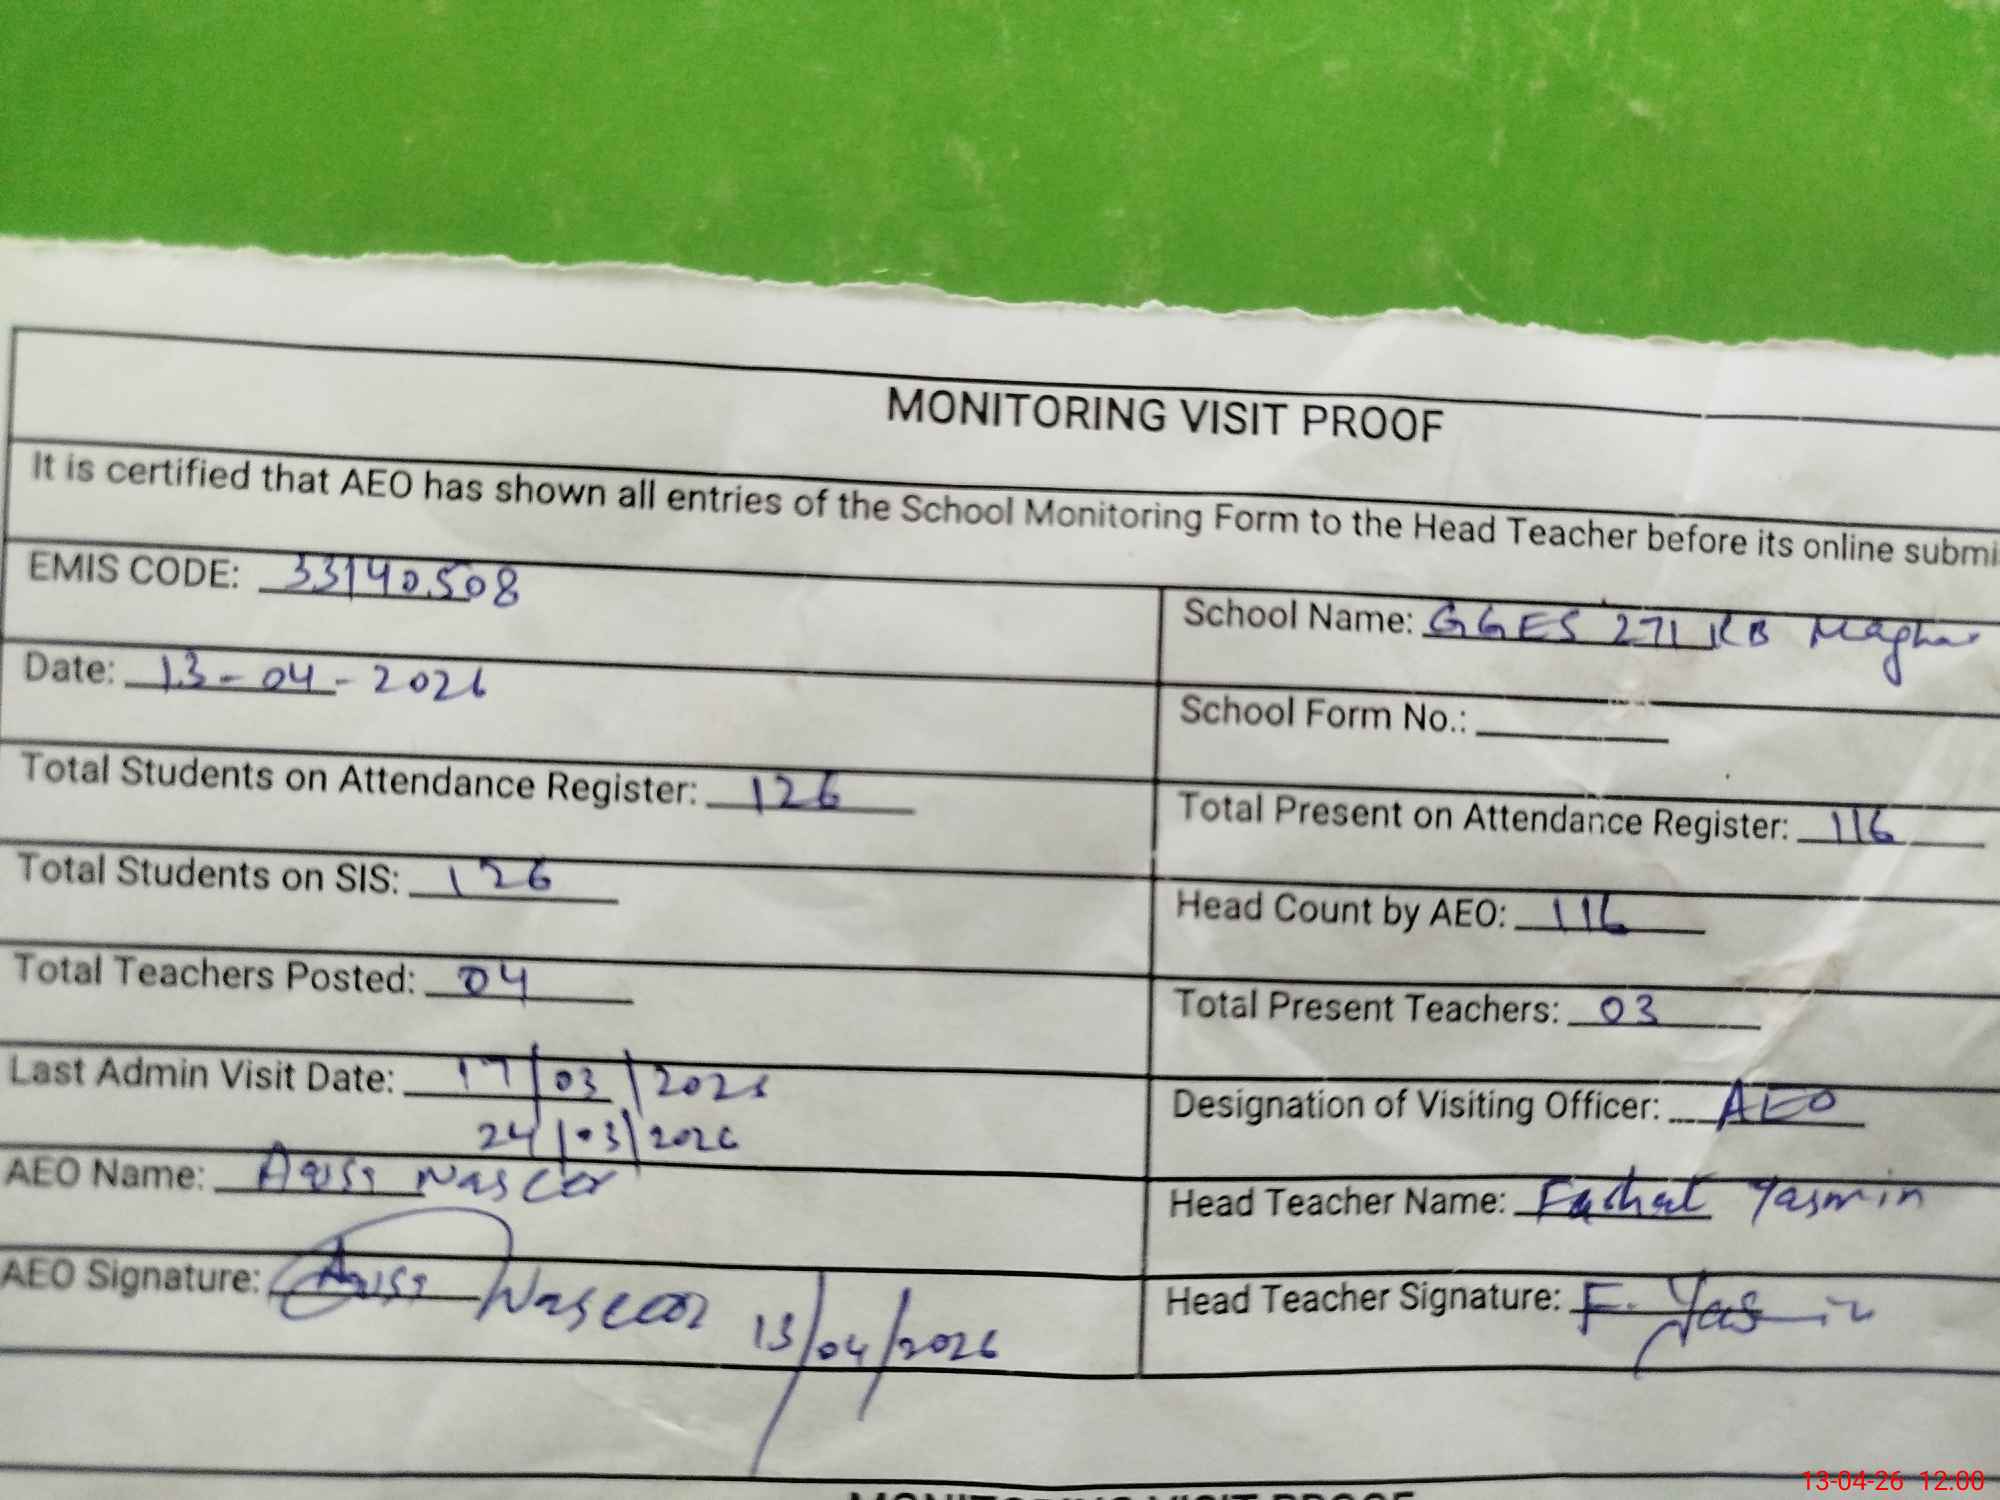 MONITORING VISIT PROOF
It is certified that AEO has shown all entries of the School Monitoring Form to the Head Teacher before its online submi
EMIS CODE: 33140508
School Name: GGES 271 RB Maghar
Date: 13-04-2026
School Form No.:
Total Students on Attendance Register: 126
Total Present on Attendance Register: 116
Total Students on SIS: 126
Head Count by AEO: 116
Total Teachers Posted: 04
Total Present Teachers: 03
Last Admin Visit Date: 17/03/2026
24/03/2026
Designation of Visiting Officer: AEO
AEO Name:
Head Teacher Name: Yasmin
AEO Signature:
13/04/2026
Head Teacher Signature: F. Yasmin
MONITORING VISIT PROOF
13-04-26 12:00